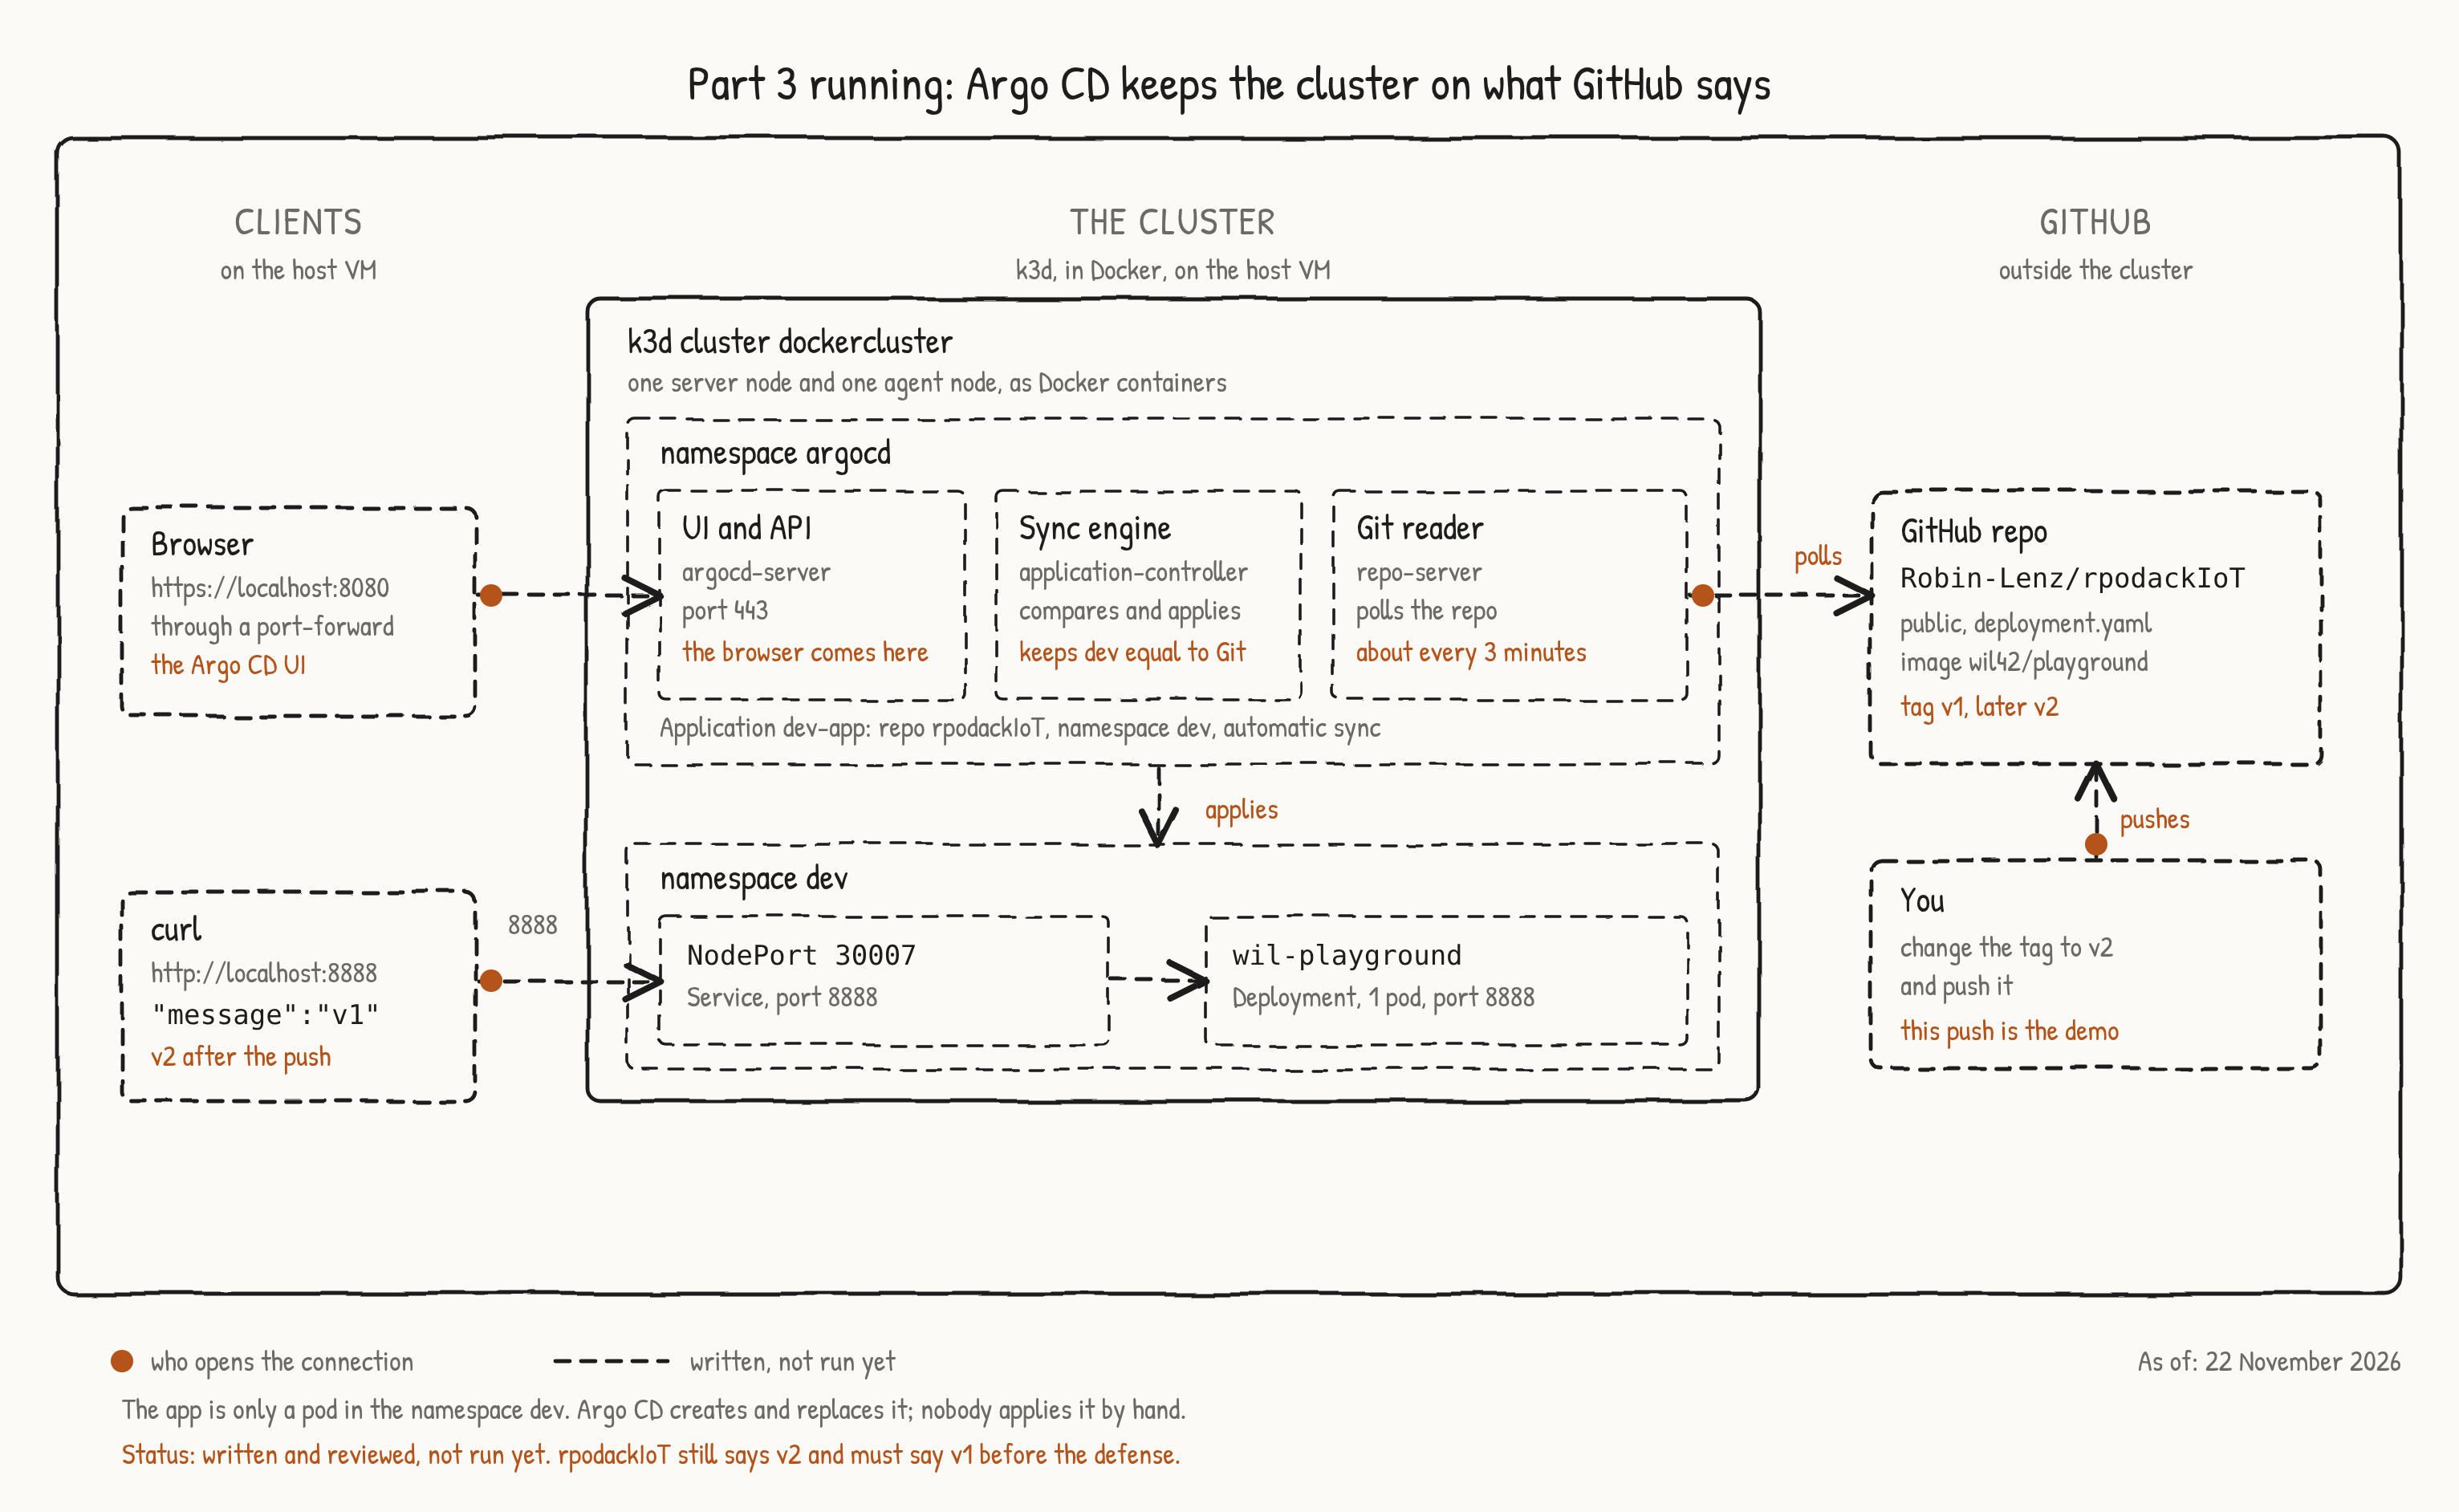 Part 3 running: Argo CD keeps the cluster on what GitHub says
CLIENTS
on the host VM
THE CLUSTER
k3d, in Docker, on the host VM
GITHUB
outside the cluster
k3d cluster dockercluster
one server node and one agent node, as Docker containers
namespace argocd
Browser
https://localhost:8080
through a port-forward
the Argo CD UI
UI and API
argocd-server
port 443
the browser comes here
Sync engine
application-controller
compares and applies
keeps dev equal to Git
Git reader
repo-server
polls the repo
about every 3 minutes
polls
GitHub repo
Robin-Lenz/rpodackIoT
public, deployment.yaml
image wil42/playground
tag v1, later v2
Application dev-app: repo rpodackIoT, namespace dev, automatic sync
applies
pushes
namespace dev
curl
http://localhost:8888
"message":"v1"
v2 after the push
8888
NodePort 30007
Service, port 8888
wil-playground
Deployment, 1 pod, port 8888
You
change the tag to v2
and push it
this push is the demo
who opens the connection
written, not run yet
As of: 22 November 2026
The app is only a pod in the namespace dev. Argo CD creates and replaces it; nobody applies it by hand.
Status: written and reviewed, not run yet. rpodackIoT still says v2 and must say v1 before the defense.